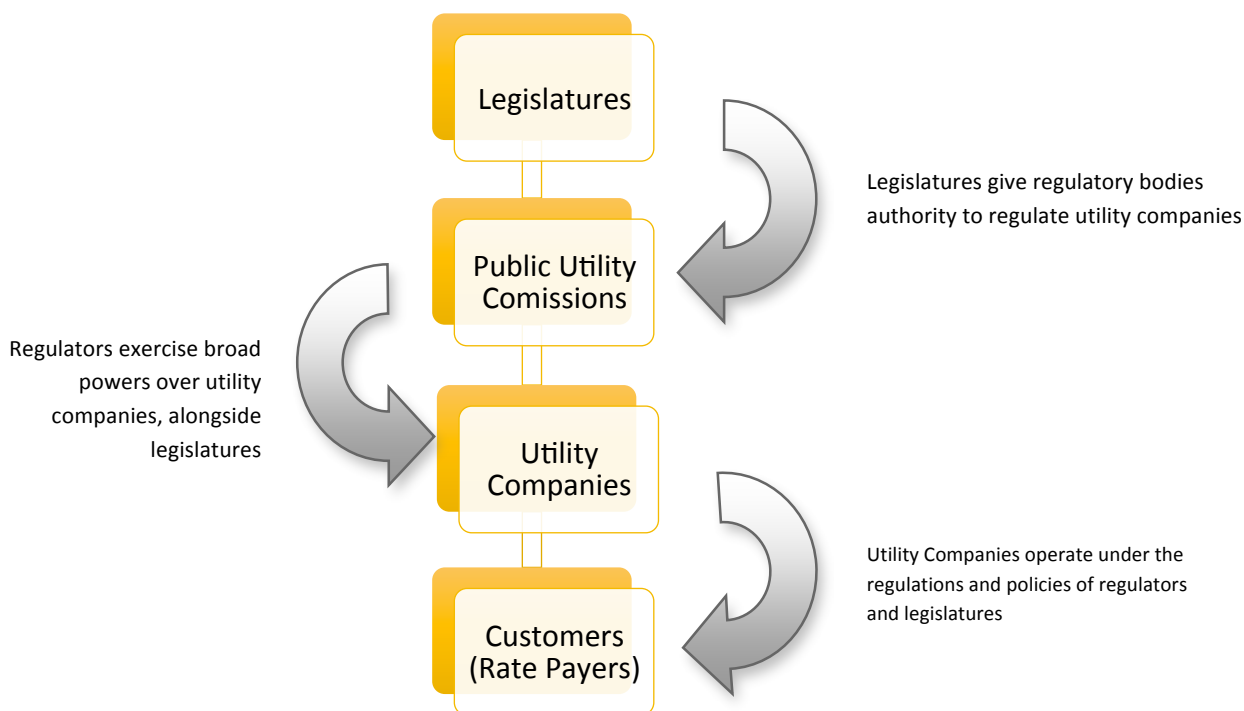 Legislatures
Legislatures give regulatory bodies
authority to regulate utility companies
Public Utility
Comissions
Regulators exercise broad
powers over utility
companies, alongside
legislatures
Utility
Companies
Utility Companies operate under the
regulations and policies of regulators
and legislatures
Customers
(Rate Payers)